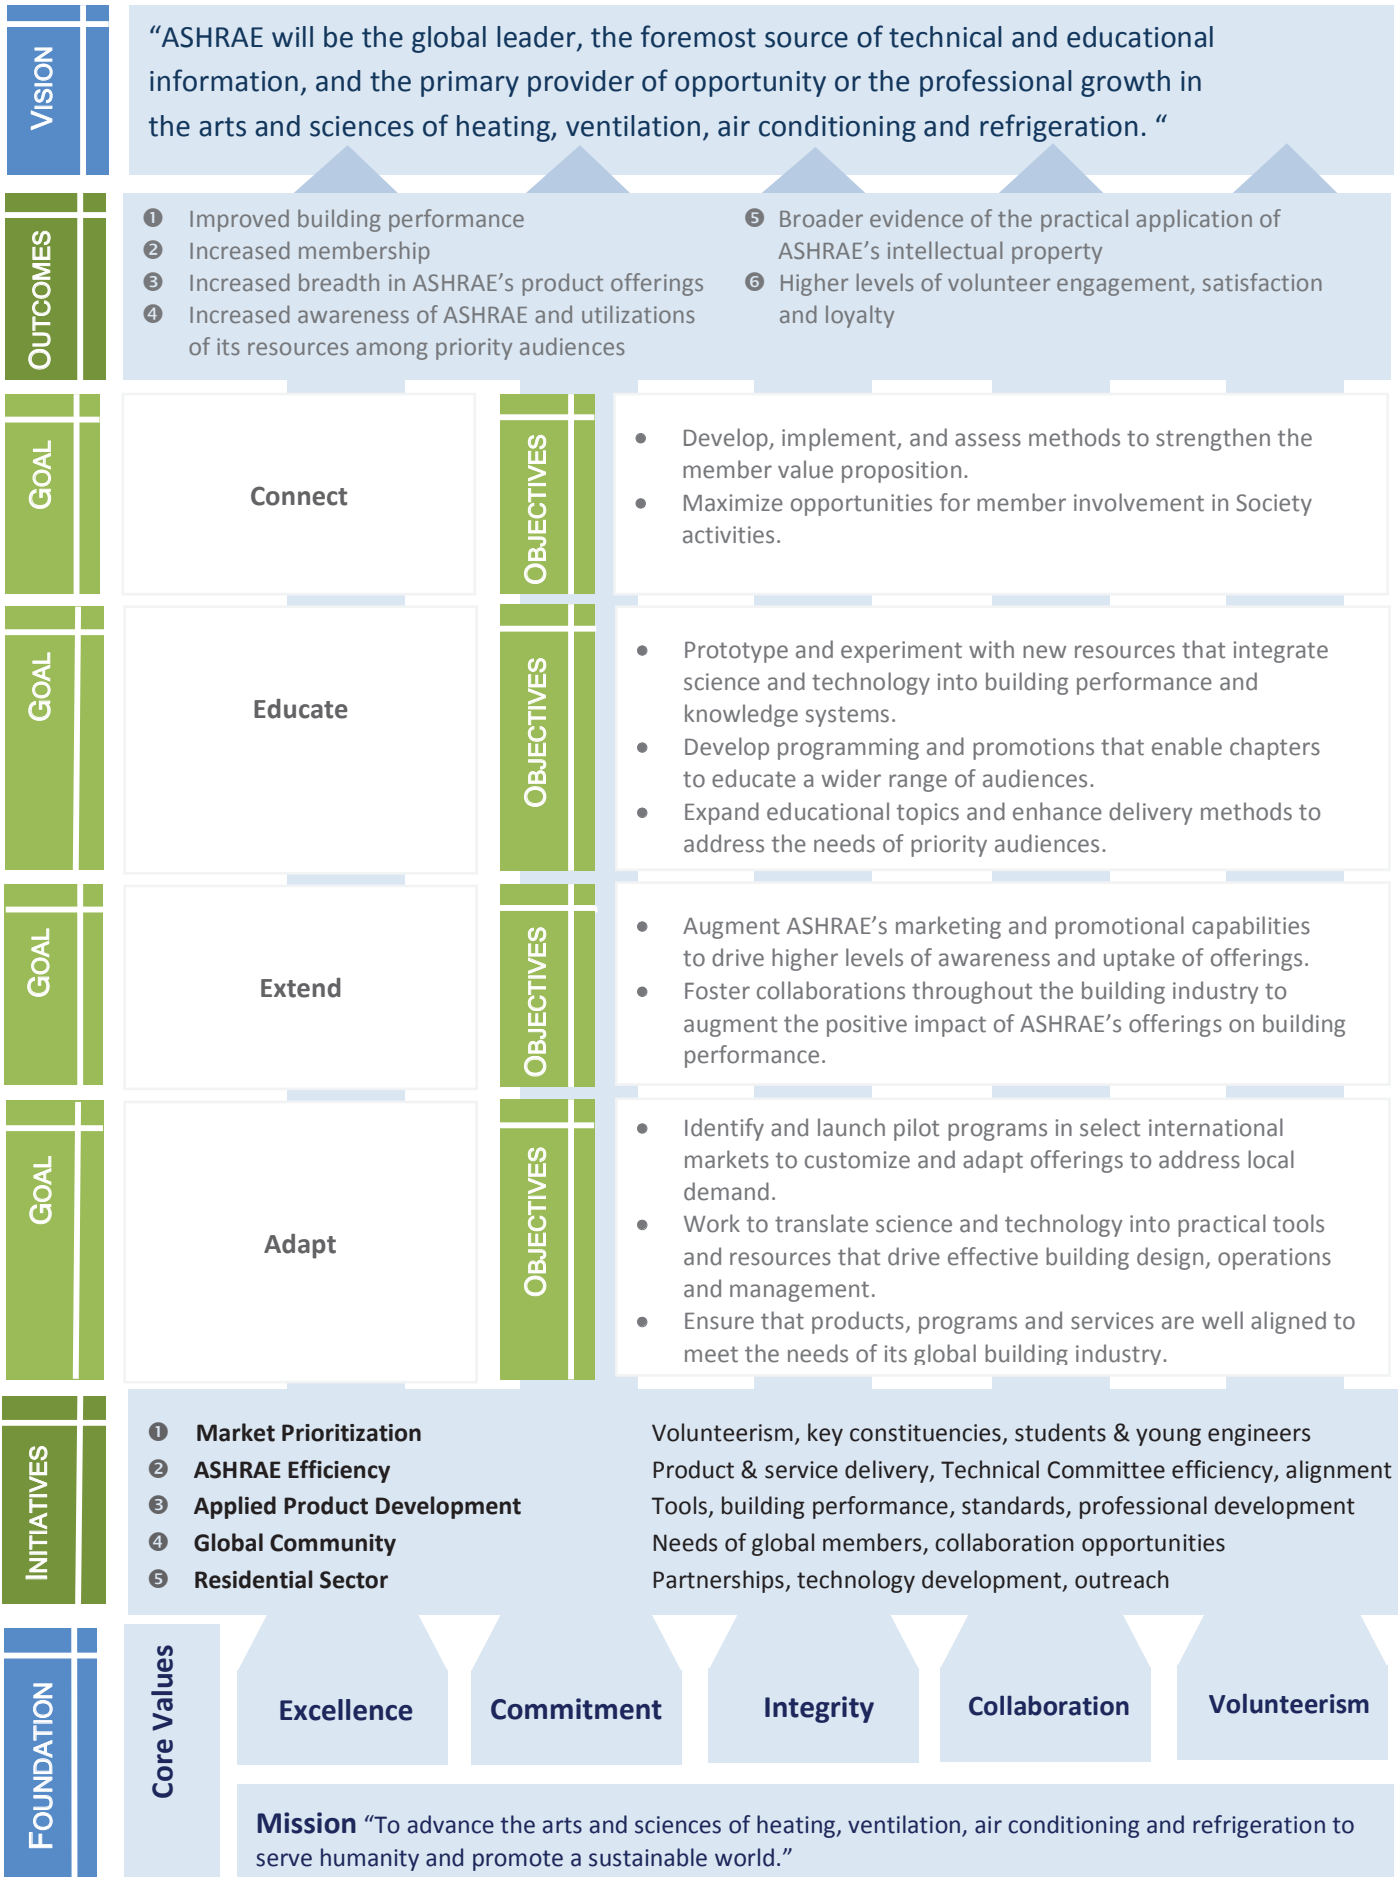 VISION
“ASHRAE will be the global leader, the foremost source of technical and educational
information, and the primary provider of opportunity or the professional growth in
the arts and sciences of heating, ventilation, air conditioning and refrigeration. “
OUTCOMES
❶ Improved building performance
❷ Increased membership
❸ Increased breadth in ASHRAE’s product offerings
❹ Increased awareness of ASHRAE and utilizations
of its resources among priority audiences
❺ Broader evidence of the practical application of
ASHRAE’s intellectual property
❻ Higher levels of volunteer engagement, satisfaction
and loyalty
GOAL
Connect
OBJECTIVES
● Develop, implement, and assess methods to strengthen the
member value proposition.
● Maximize opportunities for member involvement in Society
activities.
GOAL
Educate
OBJECTIVES
● Prototype and experiment with new resources that integrate
science and technology into building performance and
knowledge systems.
● Develop programming and promotions that enable chapters
to educate a wider range of audiences.
● Expand educational topics and enhance delivery methods to
address the needs of priority audiences.
GOAL
Extend
OBJECTIVES
● Augment ASHRAE’s marketing and promotional capabilities
to drive higher levels of awareness and uptake of offerings.
● Foster collaborations throughout the building industry to
augment the positive impact of ASHRAE’s offerings on building
performance.
GOAL
Adapt
OBJECTIVES
● Identify and launch pilot programs in select international
markets to customize and adapt offerings to address local
demand.
● Work to translate science and technology into practical tools
and resources that drive effective building design, operations
and management.
● Ensure that products, programs and services are well aligned to
meet the needs of its global building industry.
INITIATIVES
❶ Market Prioritization Volunteerism, key constituencies, students & young engineers
❷ ASHRAE Efficiency Product & service delivery, Technical Committee efficiency, alignment
❸ Applied Product Development Tools, building performance, standards, professional development
❹ Global Community Needs of global members, collaboration opportunities
❺ Residential Sector Partnerships, technology development, outreach
FOUNDATION
Core Values
Excellence Commitment Integrity Collaboration Volunteerism
Mission “To advance the arts and sciences of heating, ventilation, air conditioning and refrigeration to
serve humanity and promote a sustainable world.”